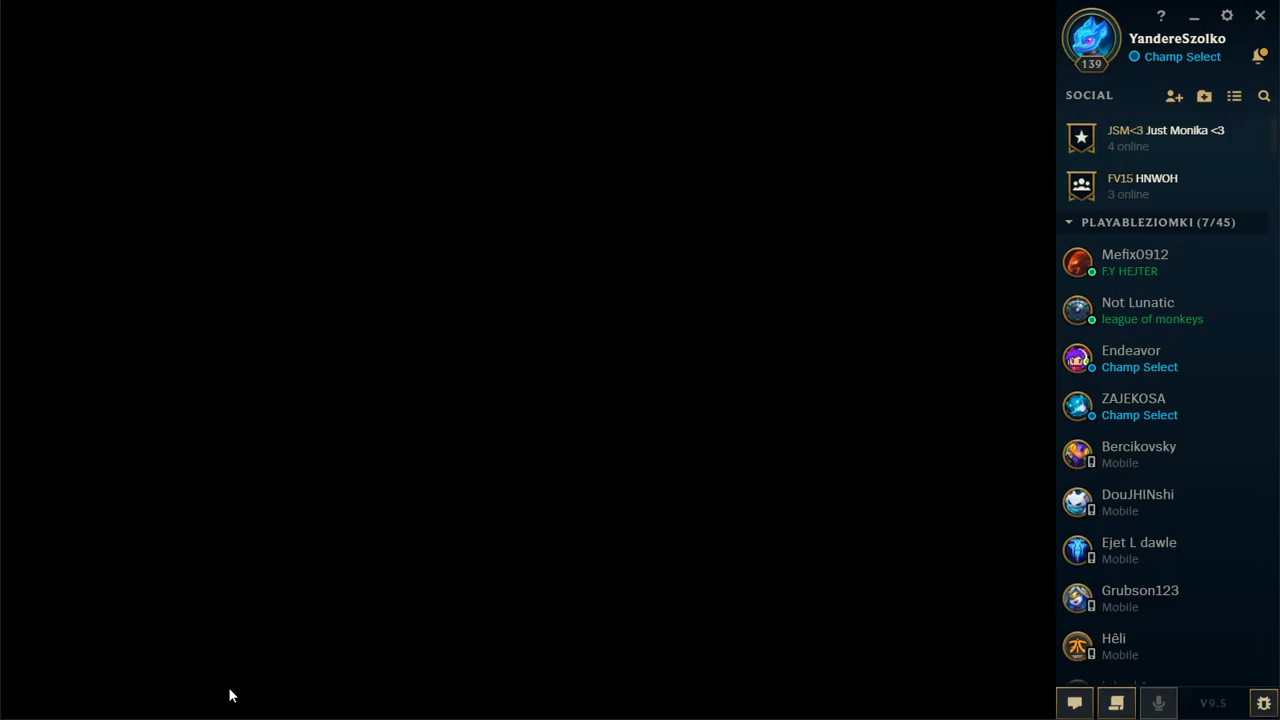 ?
YandereSzolko
Champ Select
139
SOCIAL
JSM<3 Just Monika <3
4 online
FV15 HNWOH
3 online
PLAYABLEZIOMKI (7/45)
Mefix0912
F.Y HEJTER
Not Lunatic
league of monkeys
Endeavor
Champ Select
ZAJEKOSA
Champ Select
Bercikovsky
Mobile
DouJHINshi
Mobile
Ejet L dawle
Mobile
Grubson123
Mobile
Hêli
Mobile
V9.5